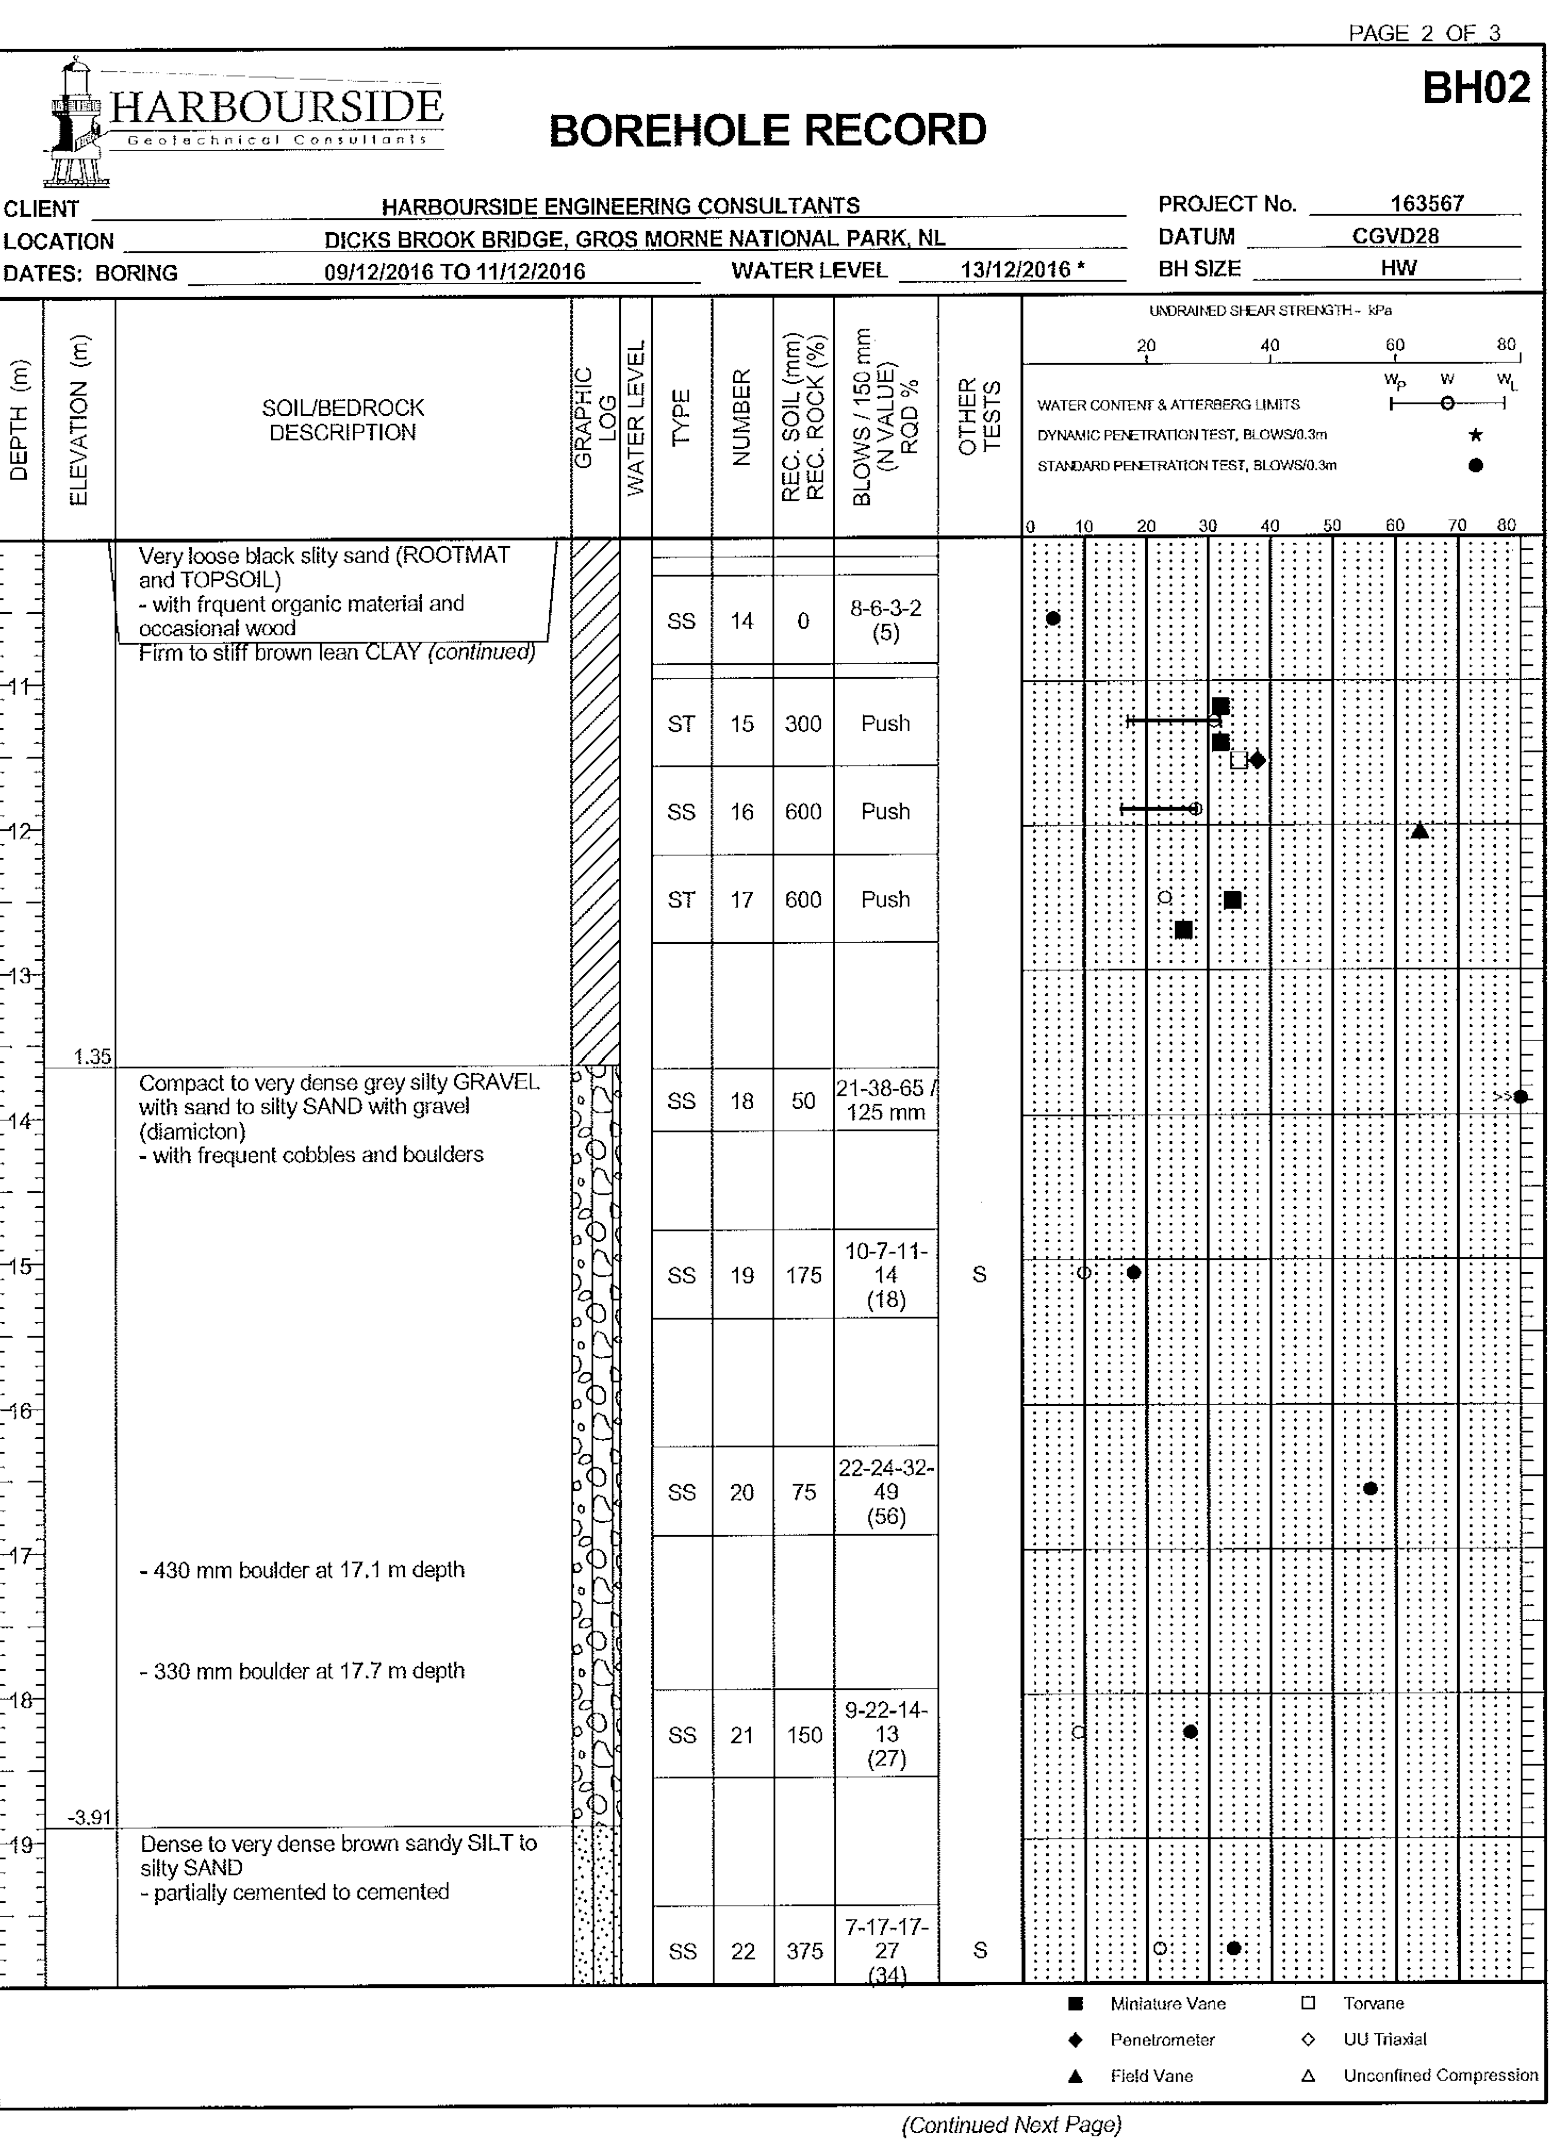 PAGE 2 OF 3
BH02
HARBOURSIDE
Geotechnical Consultants
BOREHOLE RECORD
CLIENT HARBOURSIDE ENGINEERING CONSULTANTS PROJECT No. 163567
LOCATION DICKS BROOK BRIDGE, GROS MORNE NATIONAL PARK, NL DATUM CGVD28
DATES: BORING 09/12/2016 TO 11/12/2016 WATER LEVEL 13/12/2016 * BH SIZE HW
DEPTH (m)
ELEVATION (m)
SOIL/BEDROCK
DESCRIPTION
GRAPHIC
LOG
WATER LEVEL
TYPE
NUMBER
REC. SOIL (mm)
REC. ROCK (%)
BLOWS / 150 mm
(N VALUE)
RQD %
OTHER
TESTS
UNDRAINED SHEAR STRENGTH - kPa
20 40 60 80
WP W WL
WATER CONTENT & ATTERBERG LIMITS
DYNAMIC PENETRATION TEST, BLOWS/0.3m ★
STANDARD PENETRATION TEST, BLOWS/0.3m ●
0 10 20 30 40 50 60 70 80
Very loose black slity sand (ROOTMAT
and TOPSOIL)
- with frquent organic material and
occasional wood
Firm to stiff brown lean CLAY (continued)
SS 14 0 8-6-3-2
(5)
11
ST 15 300 Push
SS 16 600 Push
12
ST 17 600 Push
13
1.35
Compact to very dense grey silty GRAVEL
with sand to silty SAND with gravel
(diamicton)
- with frequent cobbles and boulders
SS 18 50 21-38-65 /
125 mm
>>
14
15
SS 19 175 10-7-11-
14
(18)
S
16
SS 20 75 22-24-32-
49
(56)
17
- 430 mm boulder at 17.1 m depth
- 330 mm boulder at 17.7 m depth
18
SS 21 150 9-22-14-
13
(27)
-3.91
19
Dense to very dense brown sandy SILT to
silty SAND
- partially cemented to cemented
SS 22 375 7-17-17-
27
(34)
S
■ Miniature Vane □ Torvane
◆ Penetrometer ◇ UU Triaxial
▲ Field Vane △ Unconfined Compression
(Continued Next Page)